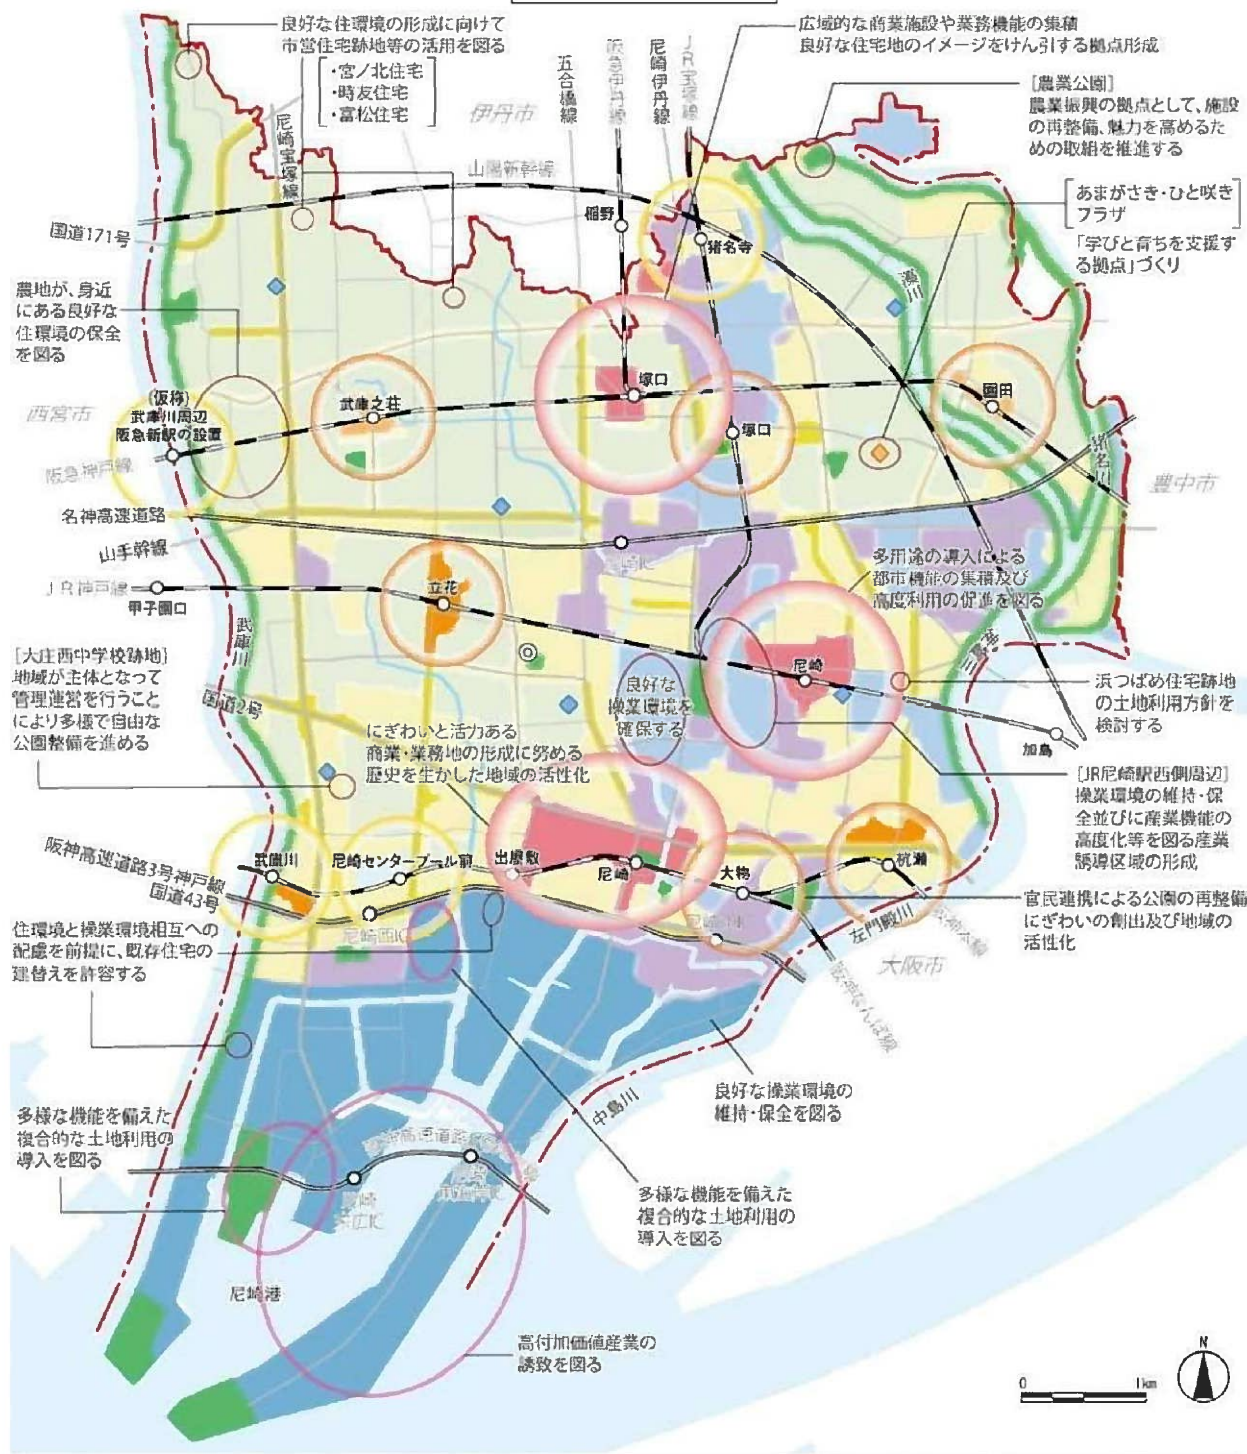 良好な住環境の形成に向けて
市営住宅跡地等の活用を図る
・宮ノ北住宅
・時友住宅
・富松住宅
広域的な商業施設や業務機能の集積
良好な住宅地のイメージをけん引する拠点形成
五合橋線
阪急伊丹線
尼崎伊丹線
JR宝塚線
尼崎宝塚線
伊丹市
山陽新幹線
国道171号
稲野
猪名寺
[農業公園]
農業振興の拠点として、施設
の再整備、魅力を高めるた
めの取組を推進する
あまがさき・ひと咲き
プラザ
「学びと育ちを支援す
る拠点」づくり
藻川
農地が、身近
にある良好な
住環境の保全
を図る
西宮市
(仮称)
武庫川周辺
阪急新駅の設置
阪急神戸線
武庫之荘
塚口
塚口
園田
猪名川
豊中市
名神高速道路
山手幹線
尼崎IC
JR神戸線
甲子園口
立花
多用途の導入による
都市機能の集積及び
高度利用の促進を図る
武庫川
[大庄西中学校跡地]
地域が主体となって
管理運営を行うこと
により多様で自由な
公園整備を進める
国道2号
良好な
操業環境を
確保する
尼崎
浜つばめ住宅跡地
の土地利用方針を
検討する
加島
にぎわいと活力ある
商業・業務地の形成に努める
歴史を生かした地域の活性化
[JR尼崎駅西側周辺]
操業環境の維持・保
全並びに産業機能の
高度化等を図る産業
誘導区域の形成
阪神高速道路3号神戸線
国道43号
武庫川
尼崎センタープール前
出屋敷
尼崎
大物
杭瀬
尼崎西IC
左門殿川
阪神本線
大阪市
阪神なんば線
官民連携による公園の再整備
にぎわいの創出及び地域の
活性化
住環境と操業環境相互への
配慮を前提に、既存住宅の
建替えを許容する
良好な操業環境の
維持・保全を図る
中島川
多様な機能を備えた
複合的な土地利用の
導入を図る
多様な機能を備えた
複合的な土地利用の
導入を図る
尼崎港
高付加価値産業の
誘致を図る
N
0
1km